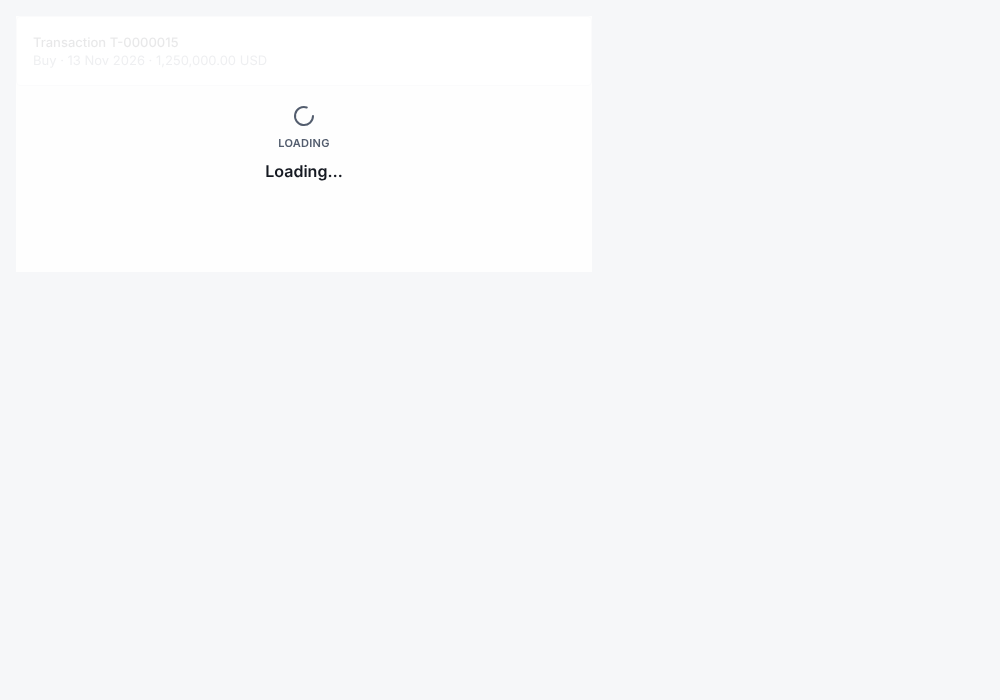 Transaction T-0000015
Buy · 13 Nov 2026 · 1,250,000.00 USD
LOADING
Loading...